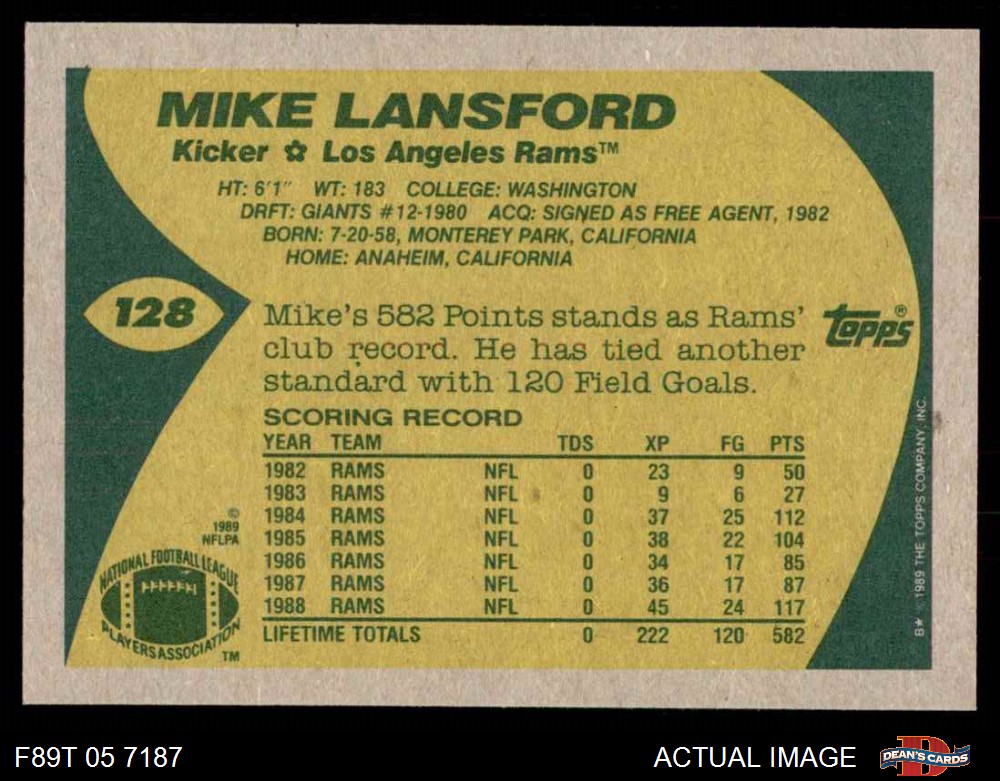 MIKE LANSFORD
Kicker ✿ Los Angeles Rams™
HT: 6'1" WT: 183 COLLEGE: WASHINGTON
DRFT: GIANTS #12-1980 ACQ: SIGNED AS FREE AGENT, 1982
BORN: 7-20-58, MONTEREY PARK, CALIFORNIA
HOME: ANAHEIM, CALIFORNIA
128
Mike's 582 Points stands as Rams'
club record. He has tied another
standard with 120 Field Goals.
topps®
SCORING RECORD
YEAR TEAM TDS XP FG PTS
1982 RAMS NFL 0 23 9 50
1983 RAMS NFL 0 9 6 27
1984 RAMS NFL 0 37 25 112
1985 RAMS NFL 0 38 22 104
1986 RAMS NFL 0 34 17 85
1987 RAMS NFL 0 36 17 87
1988 RAMS NFL 0 45 24 117
LIFETIME TOTALS 0 222 120 582
©
1989
NFLPA
NATIONAL FOOTBALL LEAGUE
PLAYERS ASSOCIATION
TM
B* © 1989 THE TOPPS COMPANY, INC.
F89T 05 7187
ACTUAL IMAGE
DEAN'S CARDS